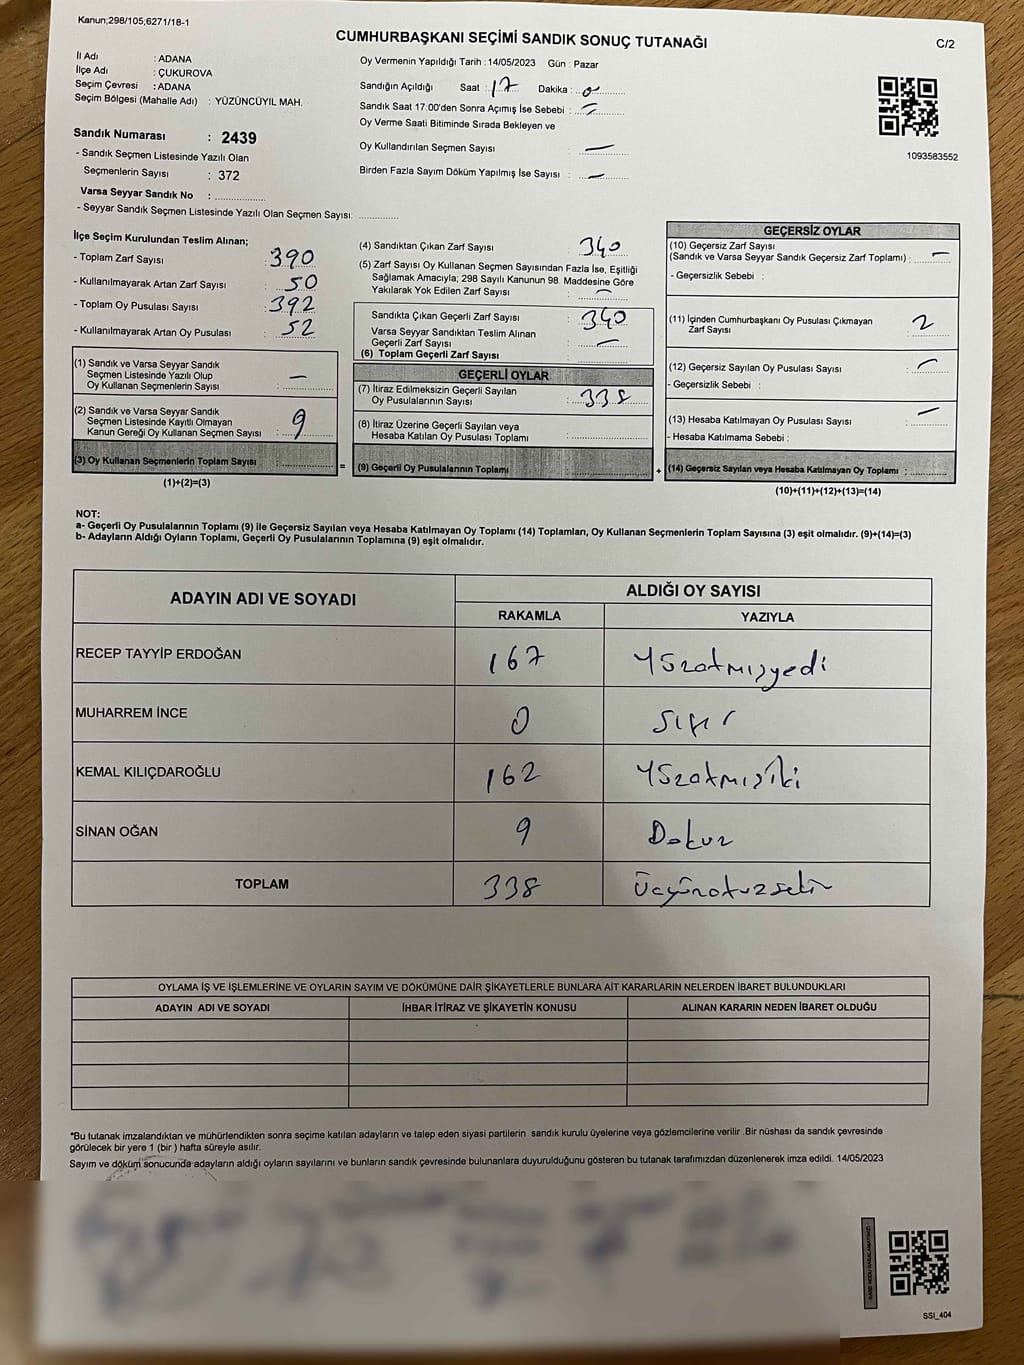 Kanun;298/105;6271/18-1
CUMHURBAŞKANI SEÇİMİ SANDIK SONUÇ TUTANAĞI
C/2
İl Adı : ADANA
İlçe Adı : ÇUKUROVA
Seçim Çevresi : ADANA
Seçim Bölgesi (Mahalle Adı) : YÜZÜNCÜYIL MAH.
Sandık Numarası : 2439
- Sandık Seçmen Listesinde Yazılı Olan
Seçmenlerin Sayısı : 372
Varsa Seyyar Sandık No : ..................
- Seyyar Sandık Seçmen Listesinde Yazılı Olan Seçmen Sayısı: ..............
Oy Vermenin Yapıldığı Tarih : 14/05/2023 Gün : Pazar
Sandığın Açıldığı Saat : 17 Dakika : 0
Sandık Saat 17:00'den Sonra Açımış İse Sebebi : —
Oy Verme Saati Bitiminde Sırada Bekleyen ve
Oy Kullandırılan Seçmen Sayısı : —
Birden Fazla Sayım Döküm Yapılmış İse Sayısı : —
1093583552
İlçe Seçim Kurulundan Teslim Alınan;
- Toplam Zarf Sayısı : 390
- Kullanılmayarak Artan Zarf Sayısı : 50
- Toplam Oy Pusulası Sayısı : 392
- Kullanılmayarak Artan Oy Pusulası : 52
(1) Sandık ve Varsa Seyyar Sandık
Seçmen Listesinde Yazılı Olup
Oy Kullanan Seçmenlerin Sayısı : —
(2) Sandık ve Varsa Seyyar Sandık
Seçmen Listesinde Kayıtlı Olmayan
Kanun Gereği Oy Kullanan Seçmen Sayısı : 9
(3) Oy Kullanan Seçmenlerin Toplam Sayısı : ..............
(1)+(2)=(3)
(4) Sandıktan Çıkan Zarf Sayısı : 340
(5) Zarf Sayısı Oy Kullanan Seçmen Sayısından Fazla İse, Eşitliği
Sağlamak Amacıyla; 298 Sayılı Kanunun 98. Maddesine Göre
Yakılarak Yok Edilen Zarf Sayısı : —
Sandıkta Çıkan Geçerli Zarf Sayısı : 340
Varsa Seyyar Sandıktan Teslim Alınan
Geçerli Zarf Sayısı : —
(6) Toplam Geçerli Zarf Sayısı
GEÇERLİ OYLAR
(7) İtiraz Edilmeksizin Geçerli Sayılan
Oy Pusulalarının Sayısı : 338
(8) İtiraz Üzerine Geçerli Sayılan veya
Hesaba Katılan Oy Pusulası Toplamı : ..............
= (9) Geçerli Oy Pusulalarının Toplamı
GEÇERSİZ OYLAR
(10) Geçersiz Zarf Sayısı
(Sandık ve Varsa Seyyar Sandık Geçersiz Zarf Toplamı) : —
- Geçersizlik Sebebi :
(11) İçinden Cumhurbaşkanı Oy Pusulası Çıkmayan
Zarf Sayısı : 2
(12) Geçersiz Sayılan Oy Pusulası Sayısı : —
- Geçersizlik Sebebi :
(13) Hesaba Katılmayan Oy Pusulası Sayısı : —
- Hesaba Katılmama Sebebi :
+ (14) Geçersiz Sayılan veya Hesaba Katılmayan Oy Toplamı : ..........
(10)+(11)+(12)+(13)=(14)
NOT:
a- Geçerli Oy Pusulalarının Toplamı (9) ile Geçersiz Sayılan veya Hesaba Katılmayan Oy Toplamı (14) Toplamları, Oy Kullanan Seçmenlerin Toplam Sayısına (3) eşit olmalıdır. (9)+(14)=(3)
b- Adayların Aldığı Oyların Toplamı, Geçerli Oy Pusulalarının Toplamına (9) eşit olmalıdır.
ADAYIN ADI VE SOYADI
ALDIĞI OY SAYISI
RAKAMLA YAZIYLA
RECEP TAYYİP ERDOĞAN 167 Yüzatmışyedi
MUHARREM İNCE 0 Sıfır
KEMAL KILIÇDAROĞLU 162 Yüzatmışiki
SİNAN OĞAN 9 Dokuz
TOPLAM 338 Üçyüzotuzsekiz
OYLAMA İŞ VE İŞLEMLERİNE VE OYLARIN SAYIM VE DÖKÜMÜNE DAİR ŞİKAYETLERLE BUNLARA AİT KARARLARIN NELERDEN İBARET BULUNDUKLARI
ADAYIN ADI VE SOYADI İHBAR İTİRAZ VE ŞİKAYETİN KONUSU ALINAN KARARIN NEDEN İBARET OLDUĞU
*Bu tutanak imzalandıktan ve mühürlendikten sonra seçime katılan adayların ve talep eden siyasi partilerin sandık kurulu üyelerine veya gözlemcilerine verilir .Bir nüshası da sandık çevresinde
görülecek bir yere 1 (bir ) hafta süreyle asılır.
Sayım ve döküm sonucunda adayların aldığı oyların sayılarını ve bunların sandık çevresinde bulunanlara duyurulduğunu gösteren bu tutanak tarafımızdan düzenlenerek imza edildi. 14/05/2023
SSI_404